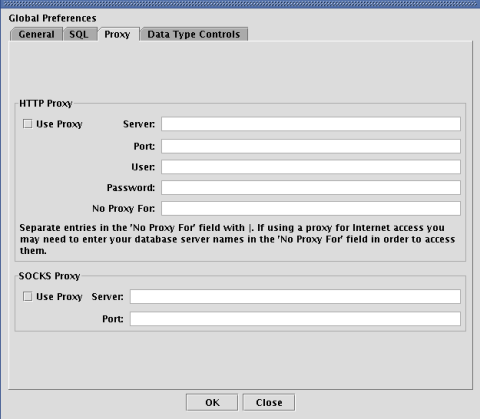 Global Preferences
General SQL Proxy Data Type Controls
HTTP Proxy
Use Proxy Server:
Port:
User:
Password:
No Proxy For:
Separate entries in the 'No Proxy For' field with |. If using a proxy for Internet access you
may need to enter your database server names in the 'No Proxy For' field in order to access
them.
SOCKS Proxy
Use Proxy Server:
Port:
OK Close